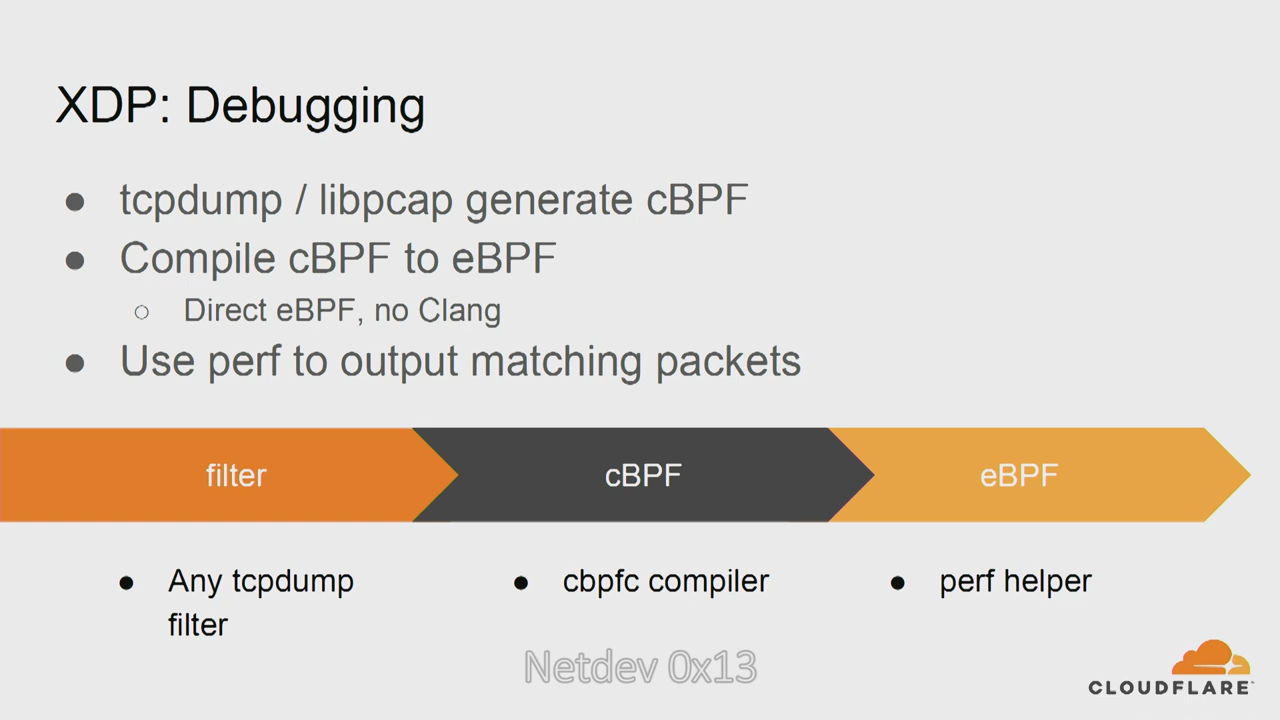 XDP: Debugging
● tcpdump / libpcap generate cBPF
● Compile cBPF to eBPF
○ Direct eBPF, no Clang
● Use perf to output matching packets
filter
cBPF
eBPF
● Any tcpdump
filter
● cbpfc compiler
● perf helper
Netdev 0x13
CLOUDFLARE